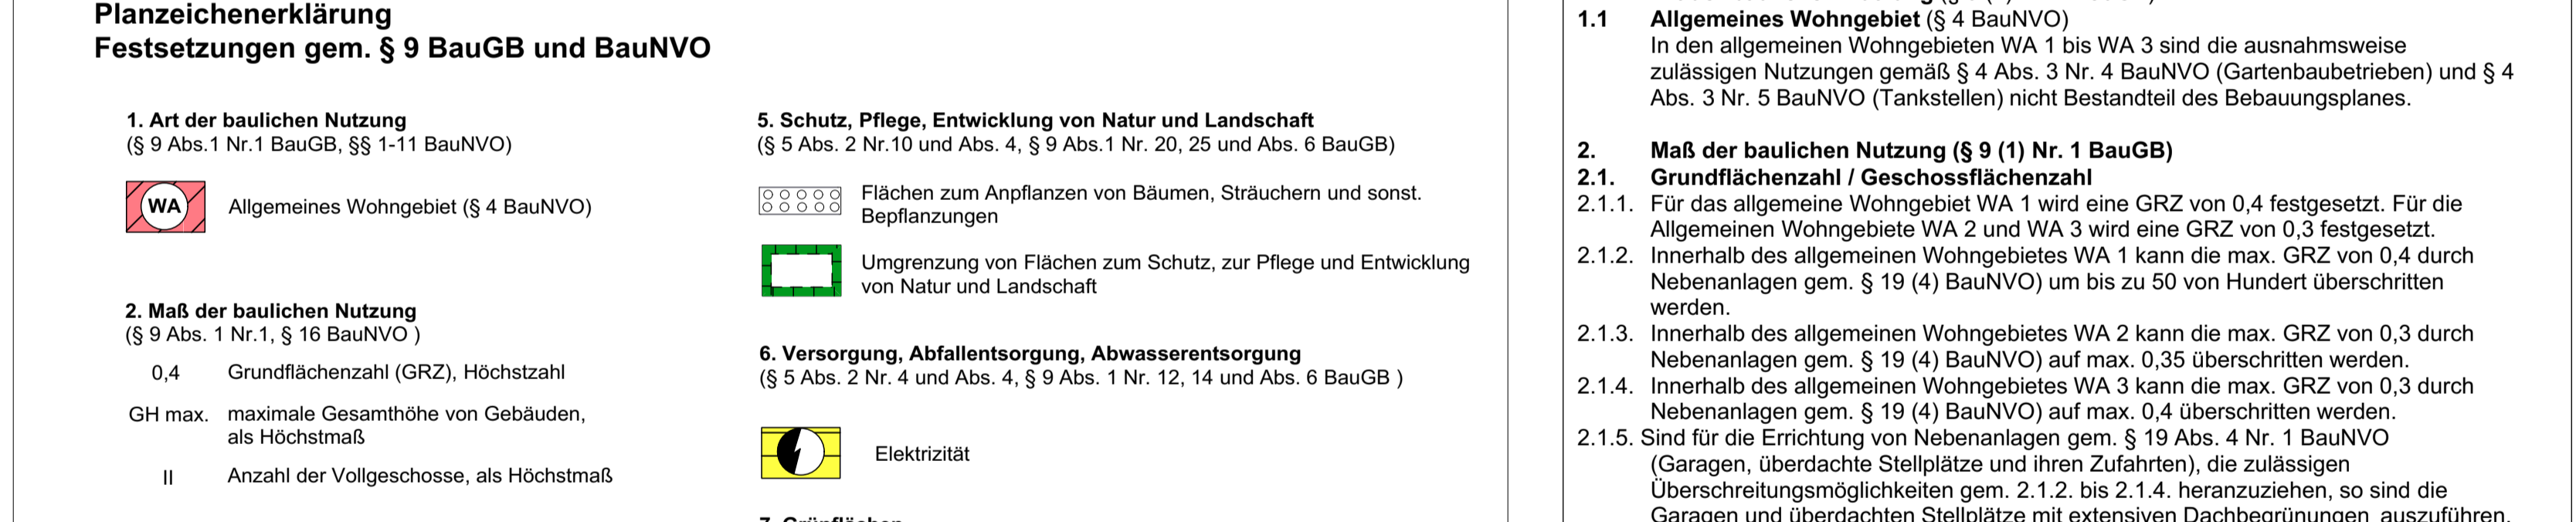 Planzeichenerklärung
Festsetzungen gem. § 9 BauGB und BauNVO
1. Art der baulichen Nutzung
(§ 9 Abs.1 Nr.1 BauGB, §§ 1-11 BauNVO)
WA
Allgemeines Wohngebiet (§ 4 BauNVO)
2. Maß der baulichen Nutzung
(§ 9 Abs. 1 Nr.1, § 16 BauNVO )
0,4 Grundflächenzahl (GRZ), Höchstzahl
GH max. maximale Gesamthöhe von Gebäuden,
als Höchstmaß
II Anzahl der Vollgeschosse, als Höchstmaß
5. Schutz, Pflege, Entwicklung von Natur und Landschaft
(§ 5 Abs. 2 Nr.10 und Abs. 4, § 9 Abs.1 Nr. 20, 25 und Abs. 6 BauGB)
Flächen zum Anpflanzen von Bäumen, Sträuchern und sonst.
Bepflanzungen
Umgrenzung von Flächen zum Schutz, zur Pflege und Entwicklung
von Natur und Landschaft
6. Versorgung, Abfallentsorgung, Abwasserentsorgung
(§ 5 Abs. 2 Nr. 4 und Abs. 4, § 9 Abs. 1 Nr. 12, 14 und Abs. 6 BauGB )
Elektrizität
7. Grünflächen
1.1 Allgemeines Wohngebiet (§ 4 BauNVO)
In den allgemeinen Wohngebieten WA 1 bis WA 3 sind die ausnahmsweise
zulässigen Nutzungen gemäß § 4 Abs. 3 Nr. 4 BauNVO (Gartenbaubetrieben) und § 4
Abs. 3 Nr. 5 BauNVO (Tankstellen) nicht Bestandteil des Bebauungsplanes.
2. Maß der baulichen Nutzung (§ 9 (1) Nr. 1 BauGB)
2.1. Grundflächenzahl / Geschossflächenzahl
2.1.1. Für das allgemeine Wohngebiet WA 1 wird eine GRZ von 0,4 festgesetzt. Für die
Allgemeinen Wohngebiete WA 2 und WA 3 wird eine GRZ von 0,3 festgesetzt.
2.1.2. Innerhalb des allgemeinen Wohngebietes WA 1 kann die max. GRZ von 0,4 durch
Nebenanlagen gem. § 19 (4) BauNVO) um bis zu 50 von Hundert überschritten
werden.
2.1.3. Innerhalb des allgemeinen Wohngebietes WA 2 kann die max. GRZ von 0,3 durch
Nebenanlagen gem. § 19 (4) BauNVO) auf max. 0,35 überschritten werden.
2.1.4. Innerhalb des allgemeinen Wohngebietes WA 3 kann die max. GRZ von 0,3 durch
Nebenanlagen gem. § 19 (4) BauNVO) auf max. 0,4 überschritten werden.
2.1.5. Sind für die Errichtung von Nebenanlagen gem. § 19 Abs. 4 Nr. 1 BauNVO
(Garagen, überdachte Stellplätze und ihren Zufahrten), die zulässigen
Überschreitungsmöglichkeiten gem. 2.1.2. bis 2.1.4. heranzuziehen, so sind die
Garagen und überdachten Stellplätze mit extensiven Dachbegrünungen auszuführen.